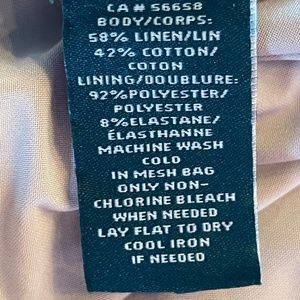 CA # 56658
BODY/CORPS:
58% LINEN/LIN
42% COTTON/
COTON
LINING/DOUBLURE:
92%POLYESTER/
POLYESTER
8%ELASTANE/
ÉLASTHANNE
MACHINE WASH
COLD
IN MESH BAG
ONLY NON-
CHLORINE BLEACH
WHEN NEEDED
LAY FLAT TO DRY
COOL IRON
IF NEEDED